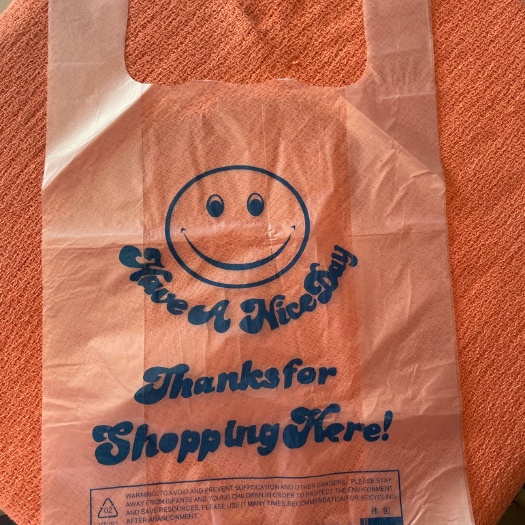 Have A Nice Day
Thanks for
Shopping Here!
WARNING: TO AVOID AND PREVENT SUFFOCATION AND OTHER DANGERS, PLEASE STAY
AWAY FROM INFANTS AND YOUNG CHILDREN IN ORDER TO PROTECT THE ENVIRONMENT
AND SAVE RESOURCES, PLEASE USE IT MANY TIMES, RECOMMENDATIONS OR RECYCLING
AFTER ABANDONMENT.
02